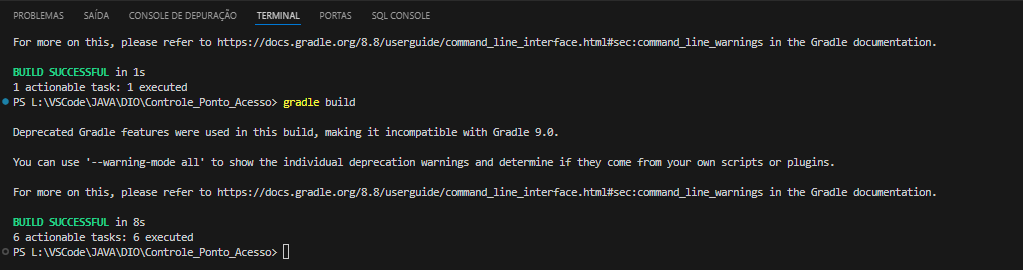 PROBLEMAS SAÍDA CONSOLE DE DEPURAÇÃO TERMINAL PORTAS SQL CONSOLE
For more on this, please refer to https://docs.gradle.org/8.8/userguide/command_line_interface.html#sec:command_line_warnings in the Gradle documentation.
BUILD SUCCESSFUL in 1s
1 actionable task: 1 executed
PS L:\VSCode\JAVA\DIO\Controle_Ponto_Acesso> gradle build
Deprecated Gradle features were used in this build, making it incompatible with Gradle 9.0.
You can use '--warning-mode all' to show the individual deprecation warnings and determine if they come from your own scripts or plugins.
For more on this, please refer to https://docs.gradle.org/8.8/userguide/command_line_interface.html#sec:command_line_warnings in the Gradle documentation.
BUILD SUCCESSFUL in 8s
6 actionable tasks: 6 executed
PS L:\VSCode\JAVA\DIO\Controle_Ponto_Acesso>